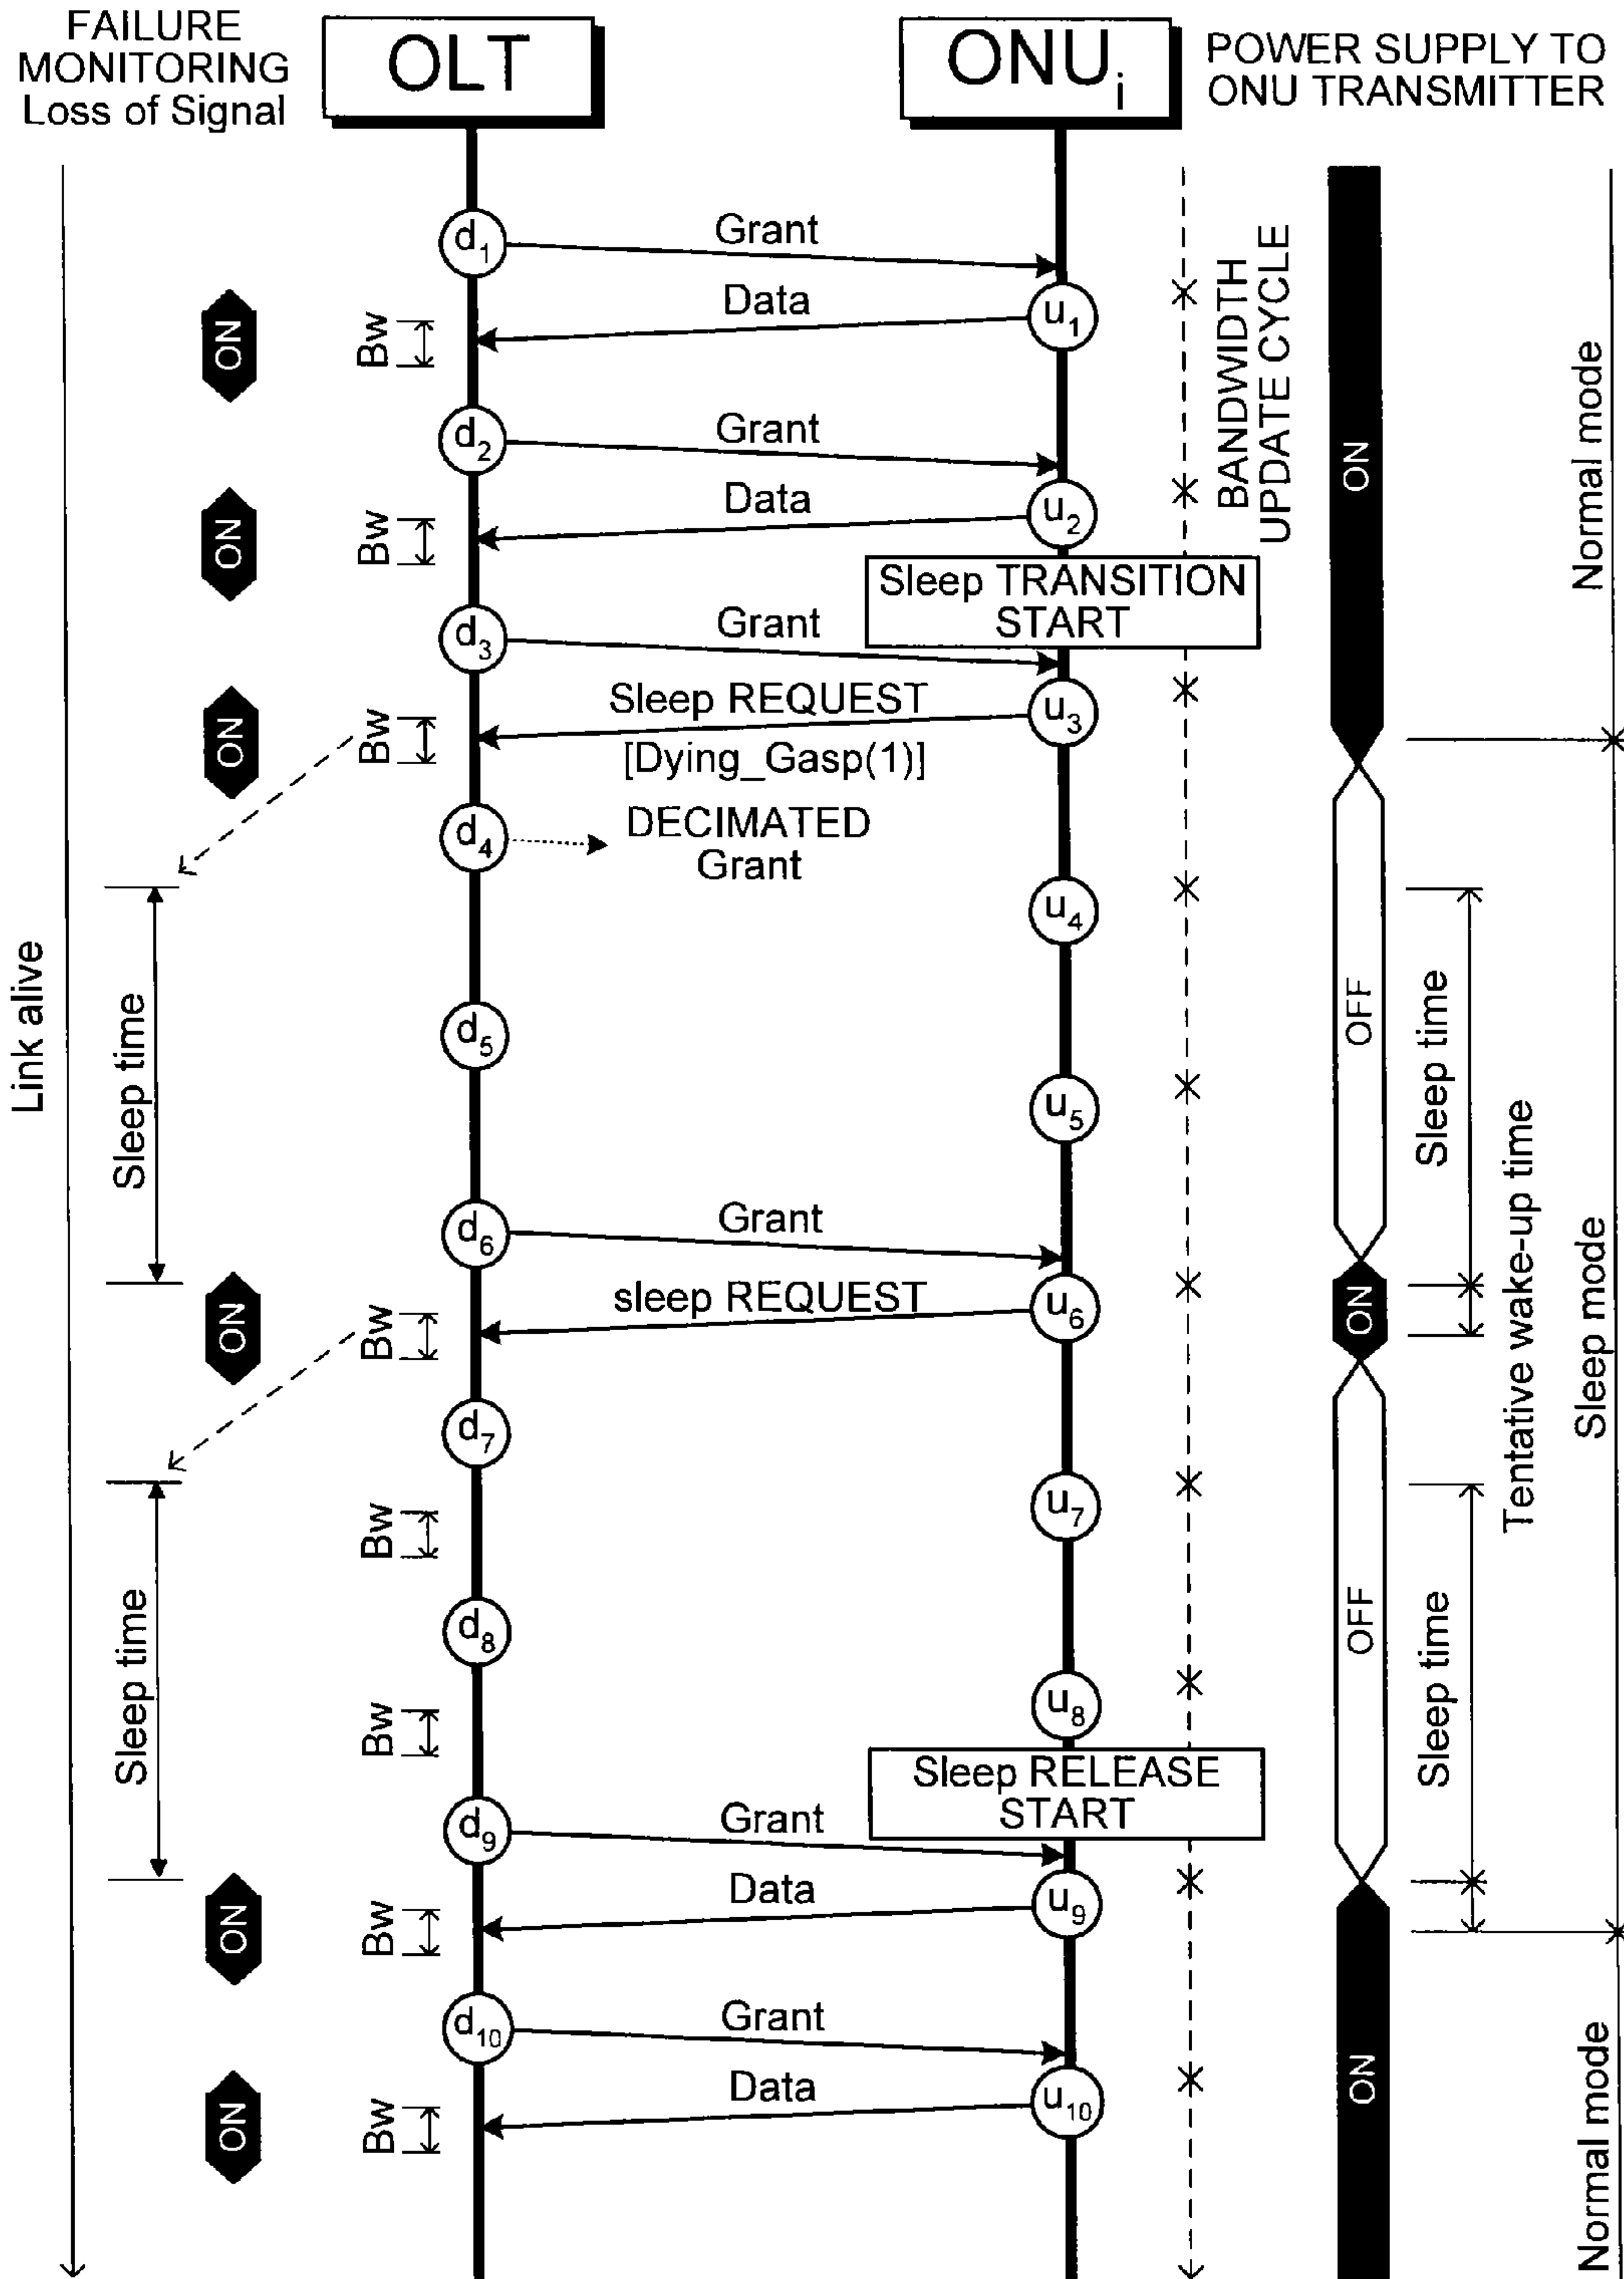 FAILURE
MONITORING
Loss of Signal
OLT
ONUi
POWER SUPPLY TO
ONU TRANSMITTER
d1
Grant
BANDWIDTH
UPDATE CYCLE
ON
Bw
Data
u1
ON
Normal mode
d2
Grant
ON
Bw
Data
u2
Sleep TRANSITION
START
d3
Grant
ON
Bw
Sleep REQUEST
[Dying_Gasp(1)]
u3
d4
DECIMATED
Grant
u4
Link alive
Sleep time
d5
OFF
Sleep time
u5
Tentative wake-up time
Sleep mode
d6
Grant
ON
Bw
sleep REQUEST
u6
ON
d7
Bw
u7
Sleep time
d8
OFF
Sleep time
Bw
u8
Sleep RELEASE
START
d9
Grant
ON
Bw
Data
u9
d10
Grant
ON
Bw
Data
u10
ON
Normal mode